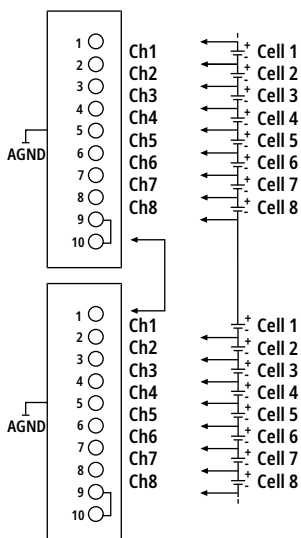 1
Ch1 + - Cell 1
2
Ch2 + - Cell 2
3
Ch3 + - Cell 3
4
Ch4 + - Cell 4
5
AGND
Ch5 + - Cell 5
6
Ch6 + - Cell 6
7
Ch7 + - Cell 7
8
Ch8 + - Cell 8
9
10
1
Ch1 + - Cell 1
2
Ch2 + - Cell 2
3
Ch3 + - Cell 3
4
Ch4 + - Cell 4
5
AGND
Ch5 + - Cell 5
6
Ch6 + - Cell 6
7
Ch7 + - Cell 7
8
Ch8 + - Cell 8
9
10